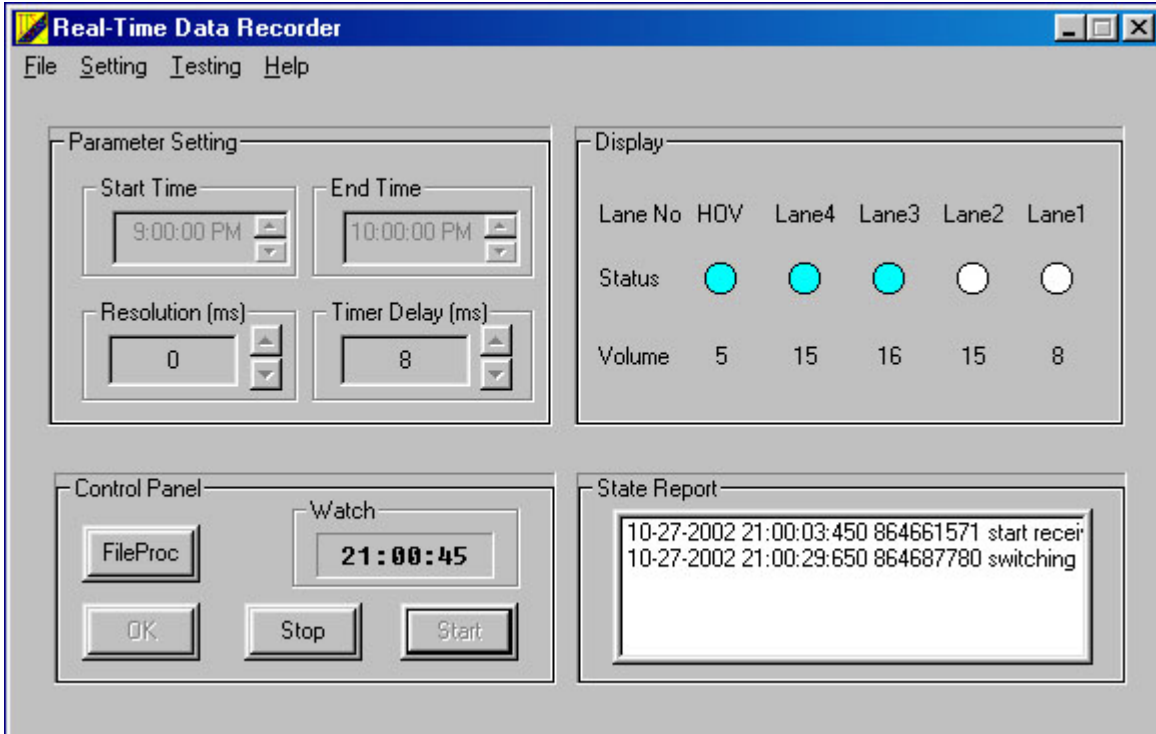 Real-Time Data Recorder
File Setting Testing Help
Parameter Setting
Start Time
End Time
9:00:00 PM
10:00:00 PM
Resolution (ms)
Timer Delay (ms)
0
8
Display
Lane No HOV Lane4 Lane3 Lane2 Lane1
Status
Volume 5 15 16 15 8
Control Panel
FileProc
Watch
21:00:45
OK
Stop
Start
State Report
10-27-2002 21:00:03:450 864661571 start recei
10-27-2002 21:00:29:650 864687780 switching